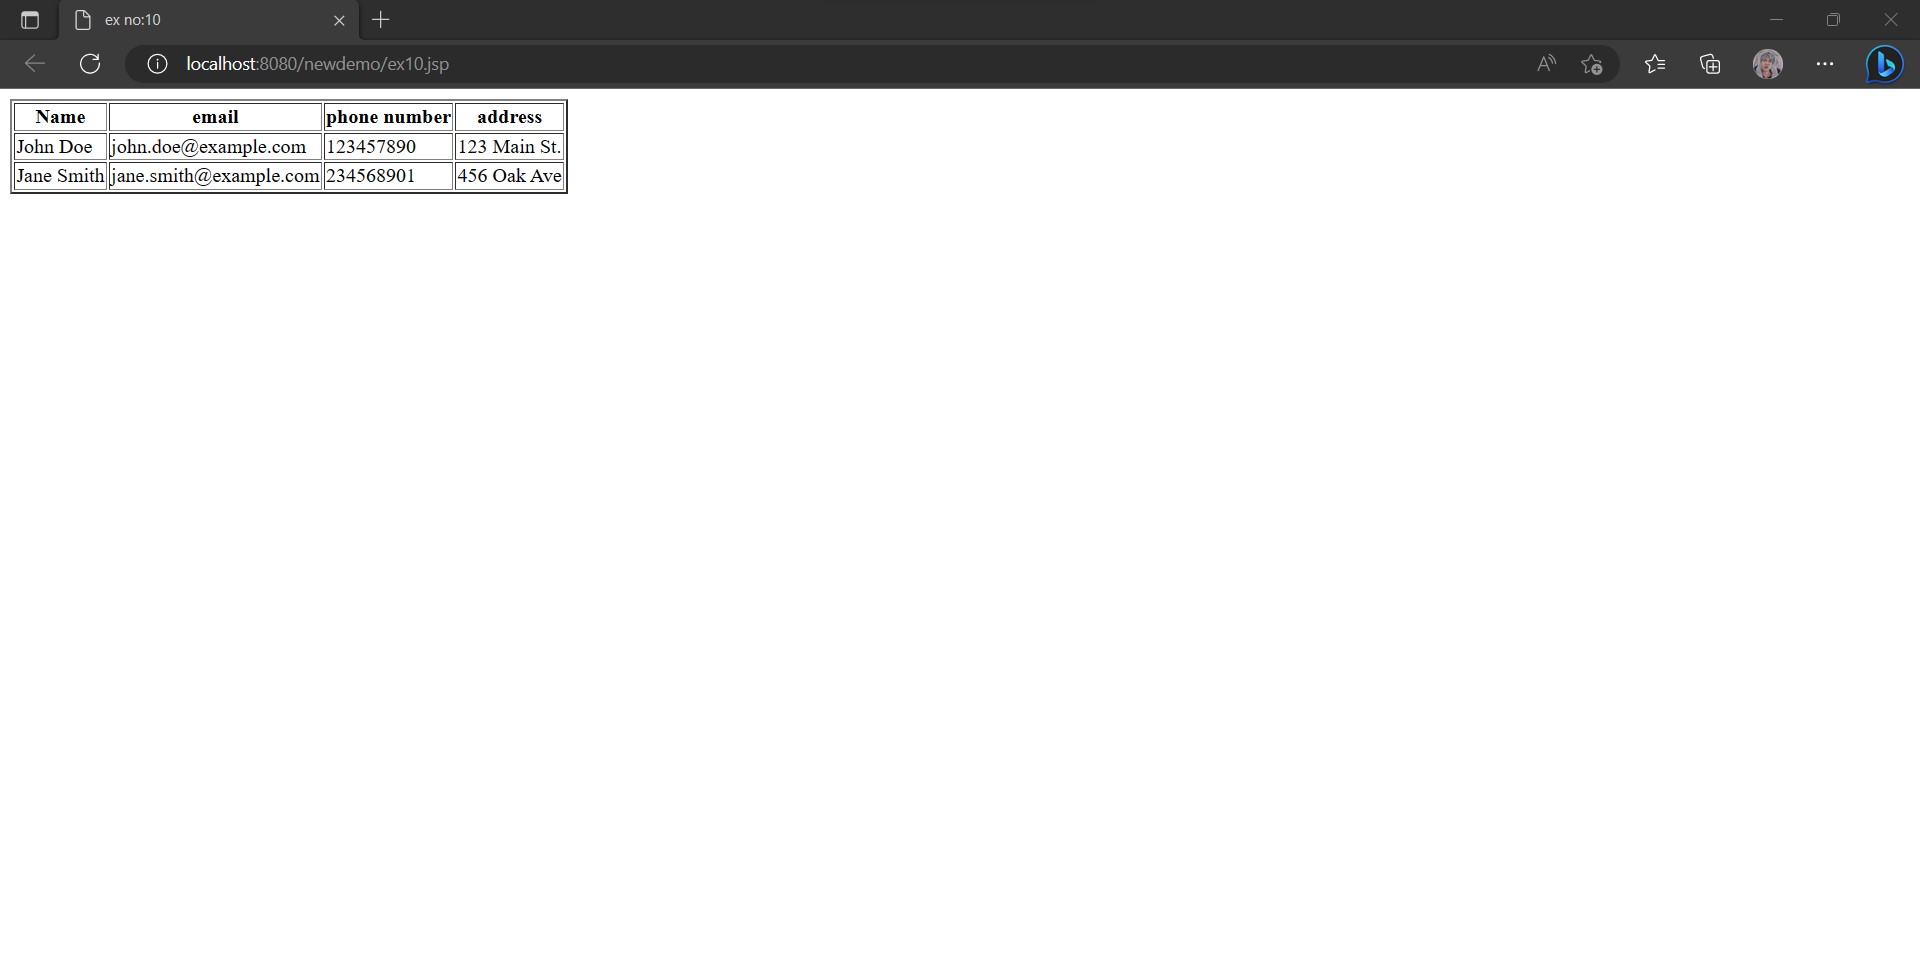 ex no:10
localhost:8080/newdemo/ex10.jsp
Name email phone number address
John Doe john.doe@example.com 123457890 123 Main St.
Jane Smith jane.smith@example.com 234568901 456 Oak Ave